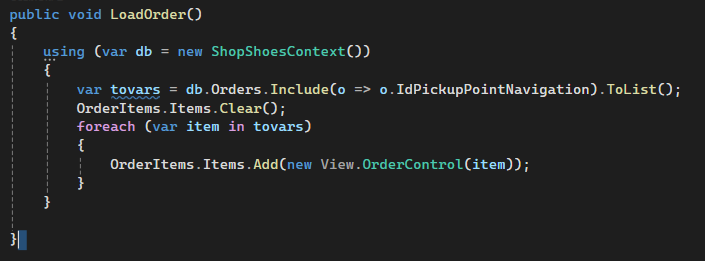 public void LoadOrder()
{
using (var db = new ShopShoesContext())
{
var tovars = db.Orders.Include(o => o.IdPickupPointNavigation).ToList();
OrderItems.Items.Clear();
foreach (var item in tovars)
{
OrderItems.Items.Add(new View.OrderControl(item));
}
}
}